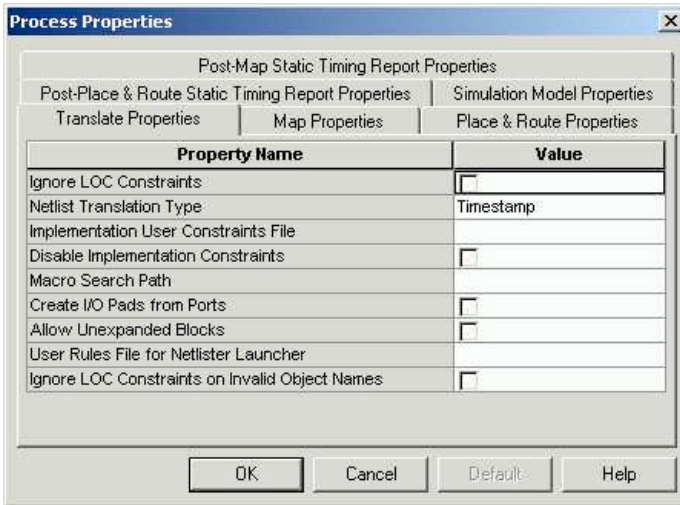 Process Properties
Post-Map Static Timing Report Properties
Post-Place & Route Static Timing Report Properties
Simulation Model Properties
Translate Properties
Map Properties
Place & Route Properties
Property Name Value
Ignore LOC Constraints
Netlist Translation Type Timestamp
Implementation User Constraints File
Disable Implementation Constraints
Macro Search Path
Create I/O Pads from Ports
Allow Unexpanded Blocks
User Rules File for Netlister Launcher
Ignore LOC Constraints on Invalid Object Names
OK Cancel Default Help